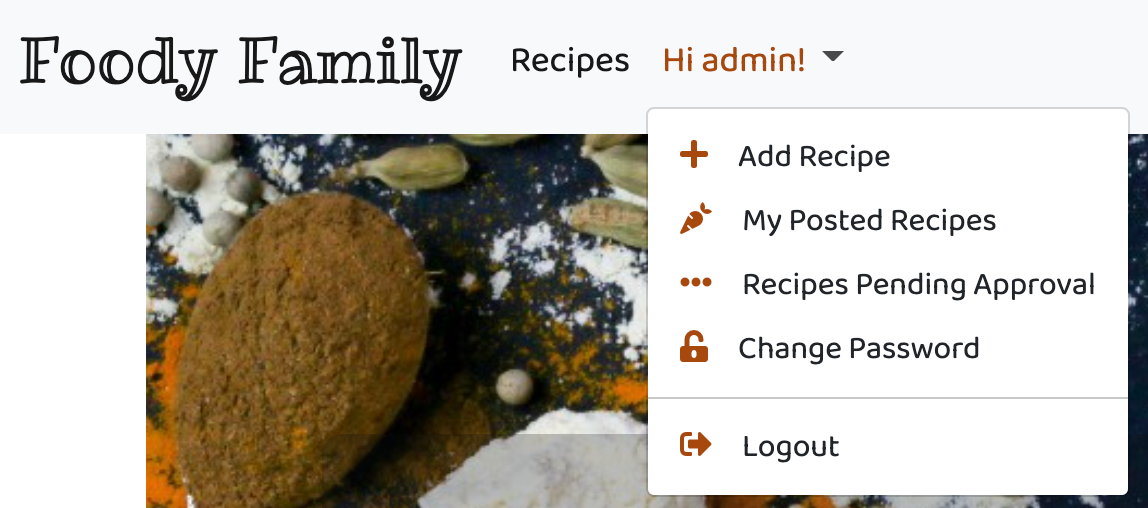 Foody Family
Recipes
Hi admin!
Add Recipe
My Posted Recipes
Recipes Pending Approval
Change Password
Logout